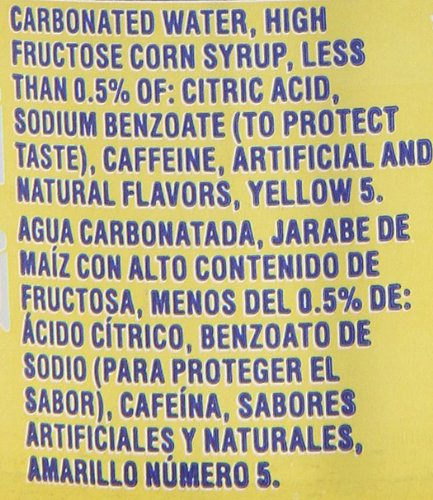 CARBONATED WATER, HIGH
FRUCTOSE CORN SYRUP, LESS
THAN 0.5% OF: CITRIC ACID,
SODIUM BENZOATE (TO PROTECT
TASTE), CAFFEINE, ARTIFICIAL AND
NATURAL FLAVORS, YELLOW 5.
AGUA CARBONATADA, JARABE DE
MAÍZ CON ALTO CONTENIDO DE
FRUCTOSA, MENOS DEL 0.5% DE:
ÁCIDO CÍTRICO, BENZOATO DE
SODIO (PARA PROTEGER EL
SABOR), CAFEÍNA, SABORES
ARTIFICIALES Y NATURALES,
AMARILLO NÚMERO 5.